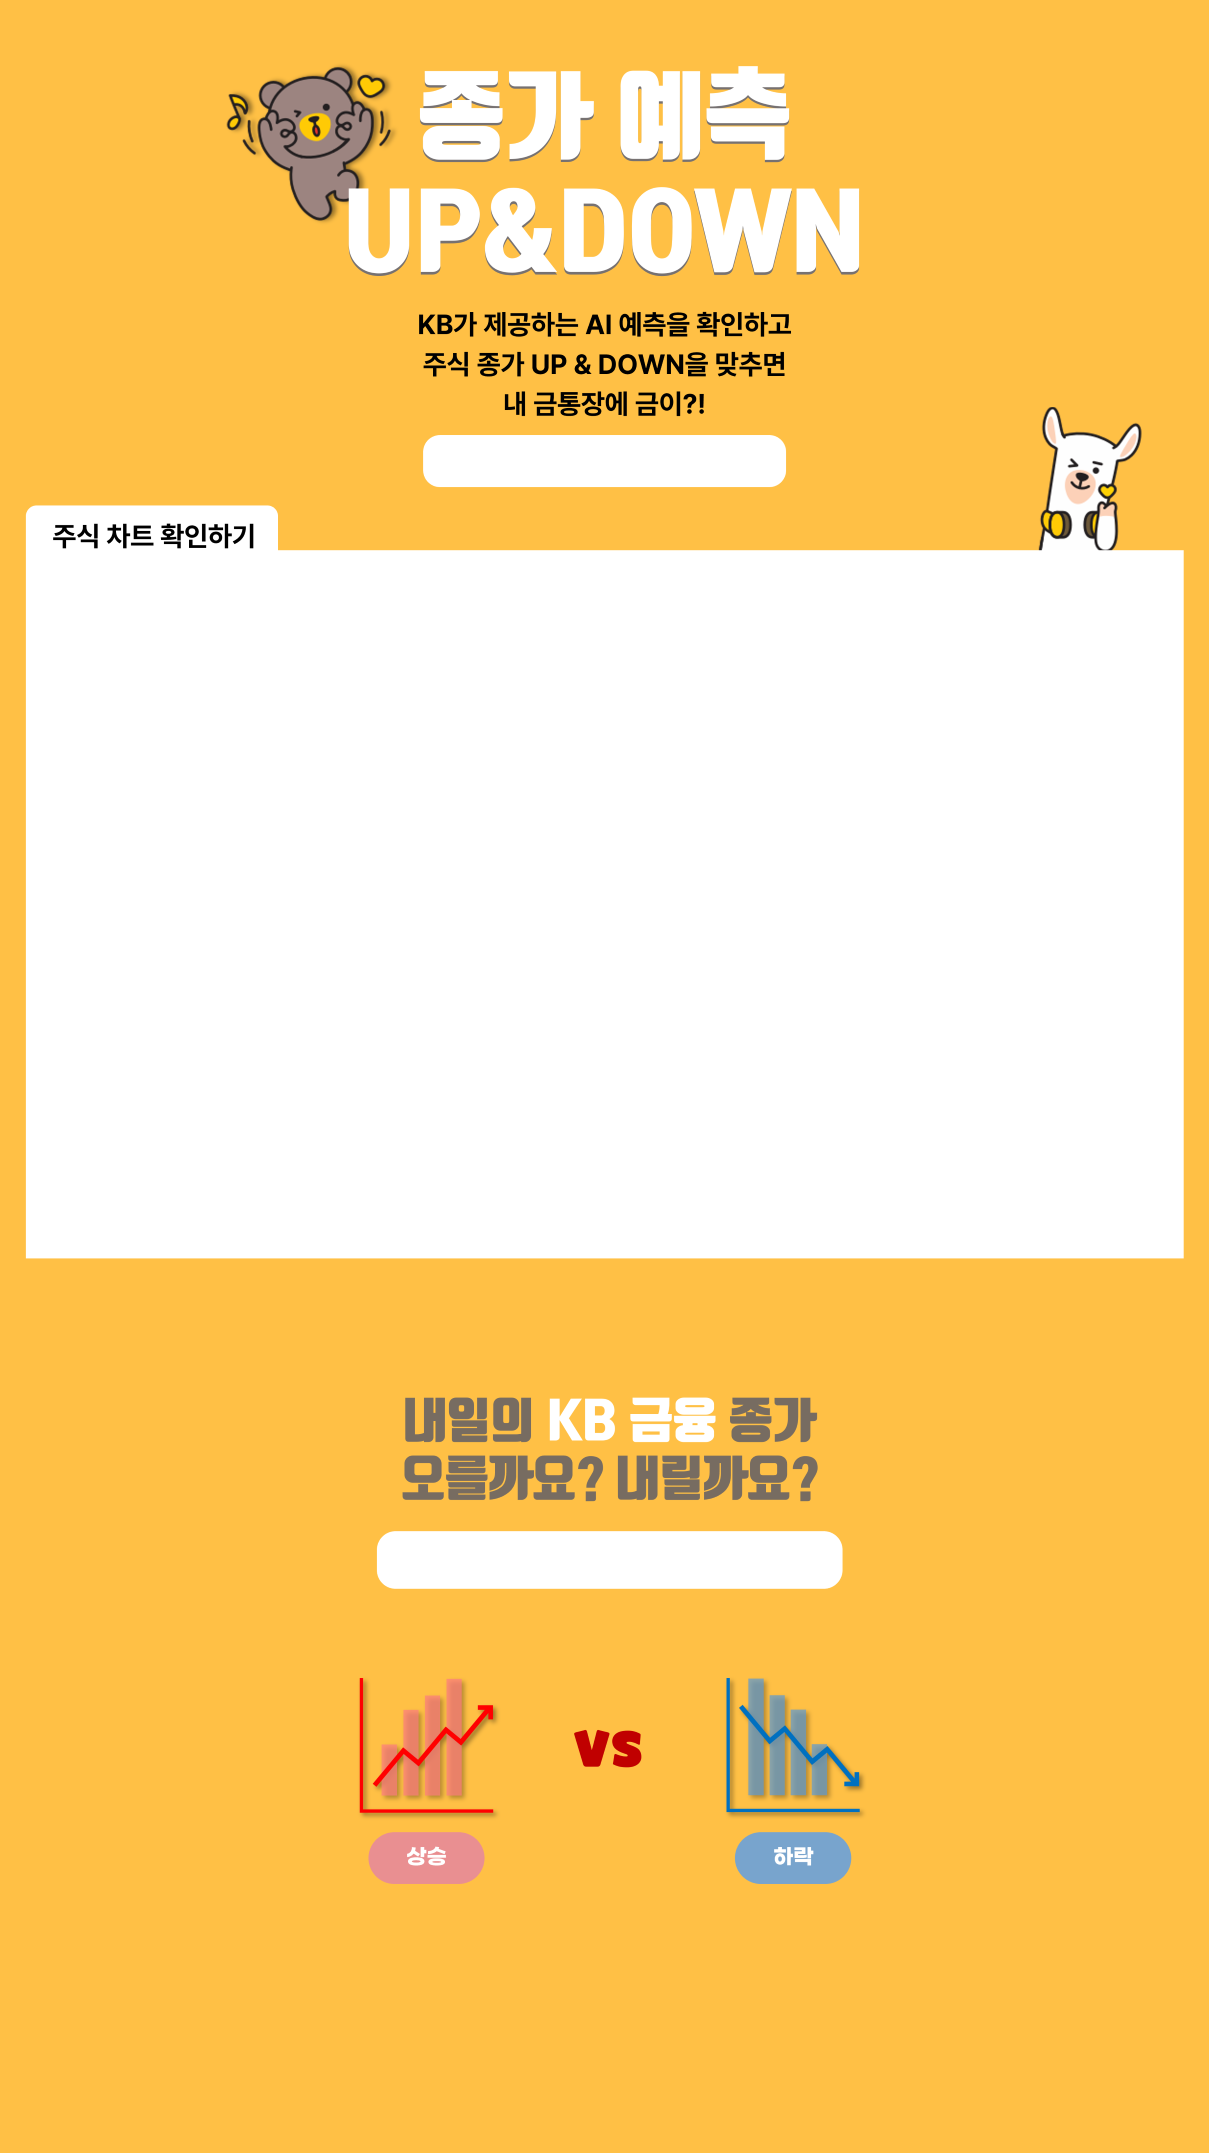 종가 예측
UP&DOWN
KB가 제공하는 AI 예측을 확인하고
주식 종가 UP & DOWN을 맞추면
내 금통장에 금이?!
주식 차트 확인하기
내일의 KB 금융 종가
오를까요? 내릴까요?
VS
상승
하락